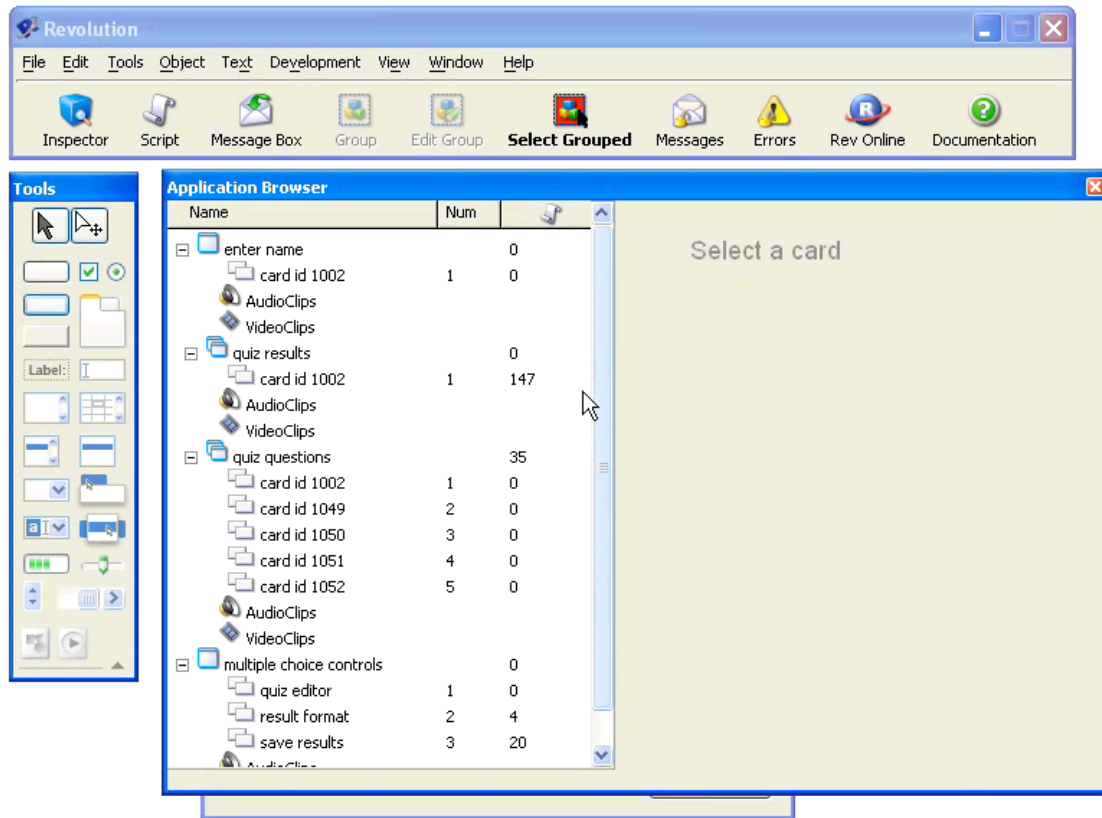 Revolution
File Edit Tools Object Text Development View Window Help
Inspector Script Message Box Group Edit Group Select Grouped Messages Errors Rev Online Documentation
Tools
Label:
a
Application Browser
Name Num
enter name 0
card id 1002 1 0
AudioClips
VideoClips
quiz results 0
card id 1002 1 147
AudioClips
VideoClips
quiz questions 35
card id 1002 1 0
card id 1049 2 0
card id 1050 3 0
card id 1051 4 0
card id 1052 5 0
AudioClips
VideoClips
multiple choice controls 0
quiz editor 1 0
result format 2 4
save results 3 20
AudioClips
Select a card